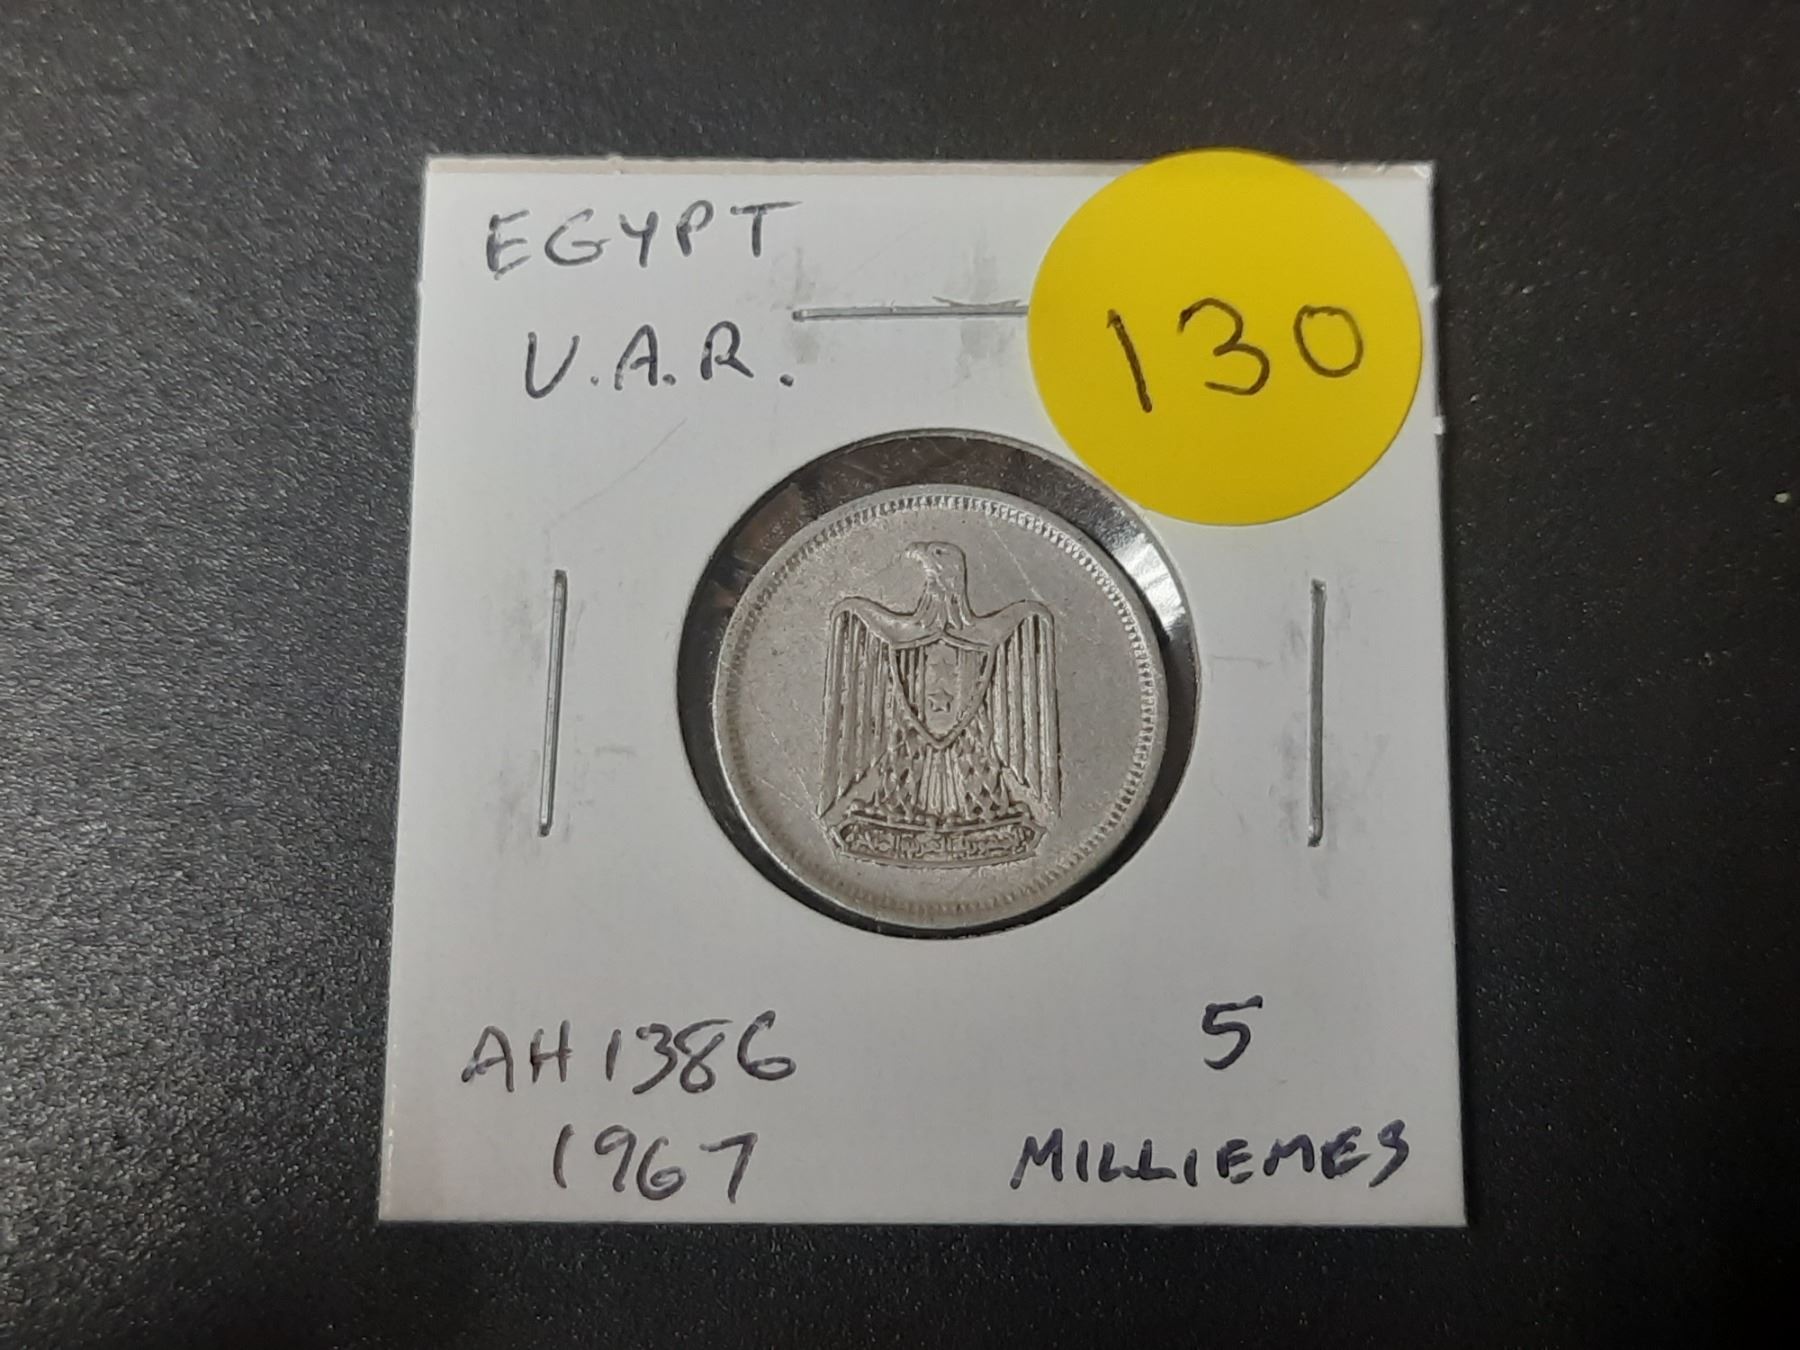 EGYPT
U.A.R.
130
AH 1386
1967
5
MILLIEMES